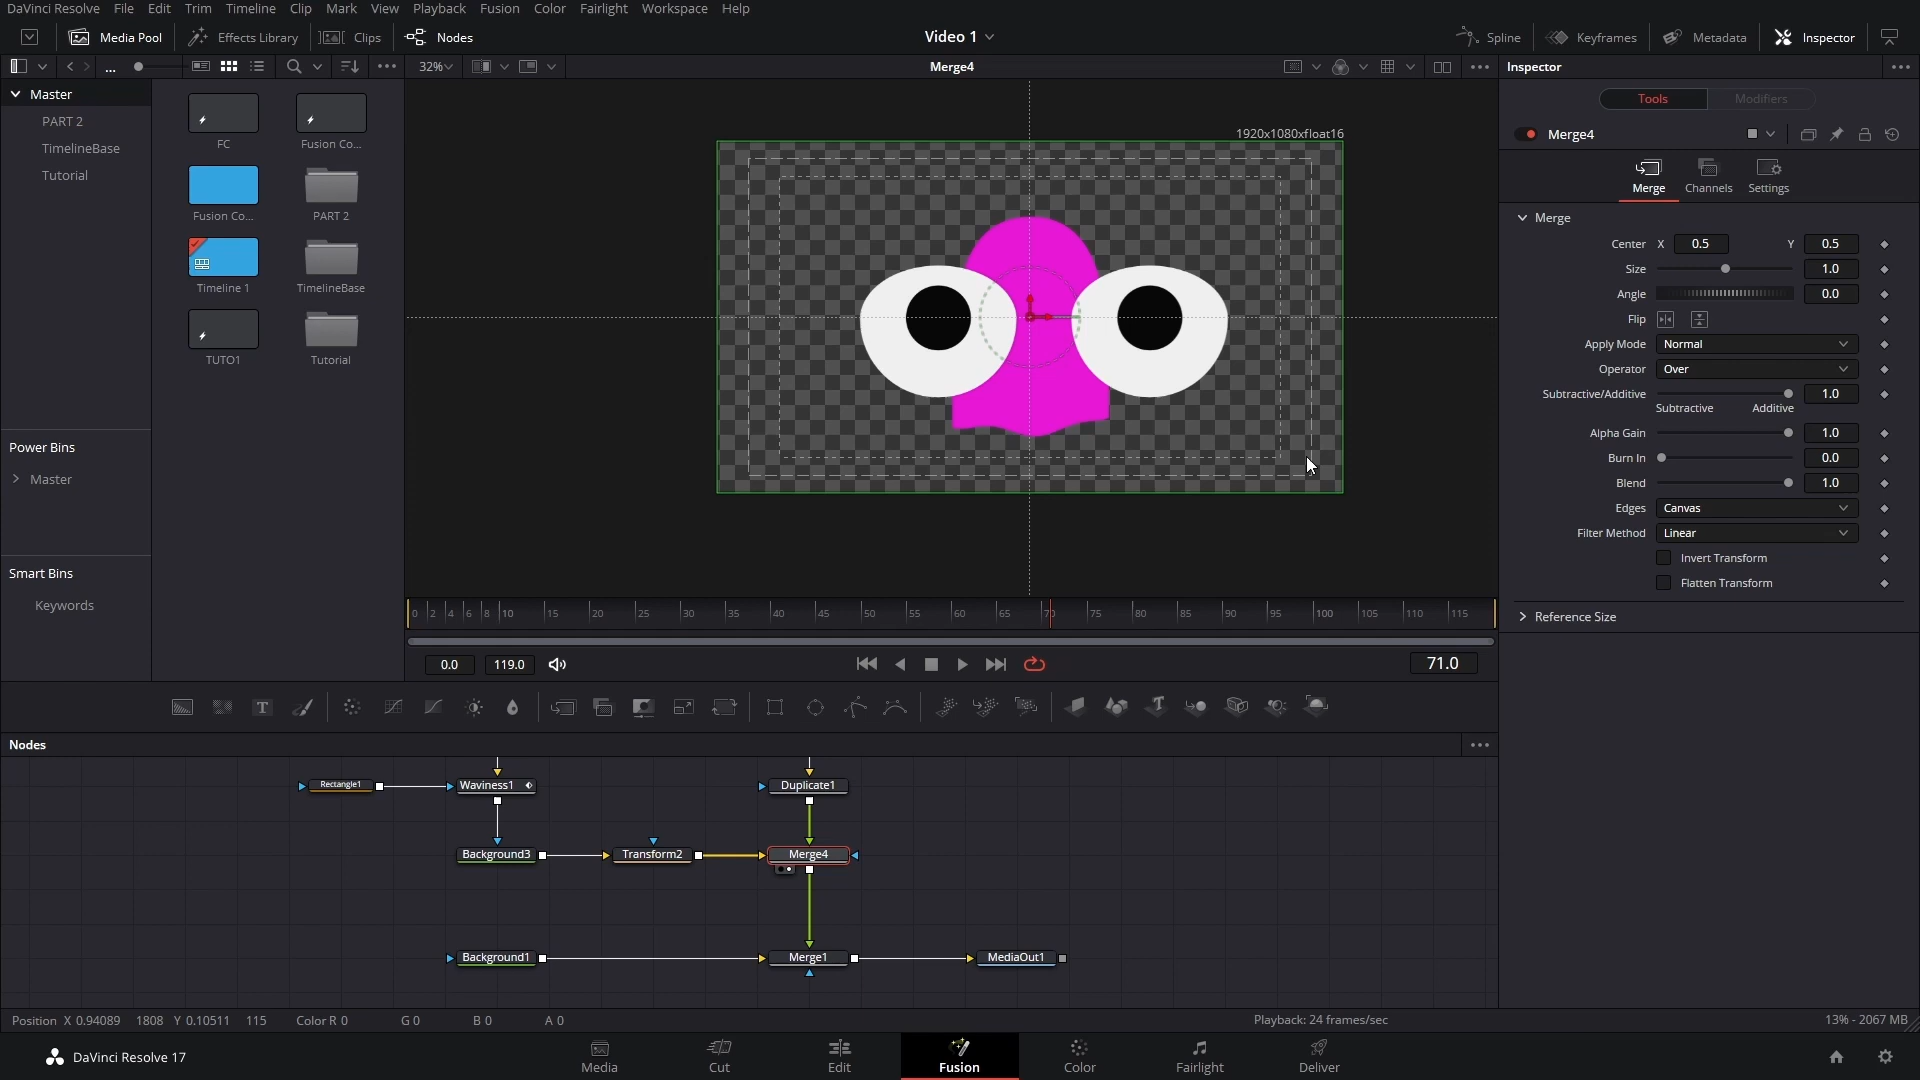 DaVinci Resolve File Edit Trim Timeline Clip Mark View Playback Fusion Color Fairlight Workspace Help
Media Pool Effects Library Clips Nodes Video 1 Spline Keyframes Metadata Inspector
... 32% Merge4 Inspector
Master
PART 2
TimelineBase
Tutorial
FC Fusion Co...
Fusion Co... PART 2
Timeline 1 TimelineBase
TUTO1 Tutorial
Power Bins
Master
Smart Bins
Keywords
1920x1080xfloat16
Tools Modifiers
Merge4
Merge Channels Settings
Merge
Center X 0.5 Y 0.5
Size 1.0
Angle 0.0
Flip
Apply Mode Normal
Operator Over
Subtractive/Additive 1.0
Subtractive Additive
Alpha Gain 1.0
Burn In 0.0
Blend 1.0
Edges Canvas
Filter Method Linear
Invert Transform
Flatten Transform
Reference Size
0 2 4 6 8 10 15 20 25 30 35 40 45 50 55 60 65 70 75 80 85 90 95 100 105 110 115
0.0 119.0 71.0
Nodes
Rectangle1 Waviness1 Duplicate1
Background3 Transform2 Merge4
Background1 Merge1 MediaOut1
Position X 0.94089 1808 Y 0.10511 115 Color R 0 G 0 B 0 A 0 Playback: 24 frames/sec 13% - 2067 MB
DaVinci Resolve 17 Media Cut Edit Fusion Color Fairlight Deliver